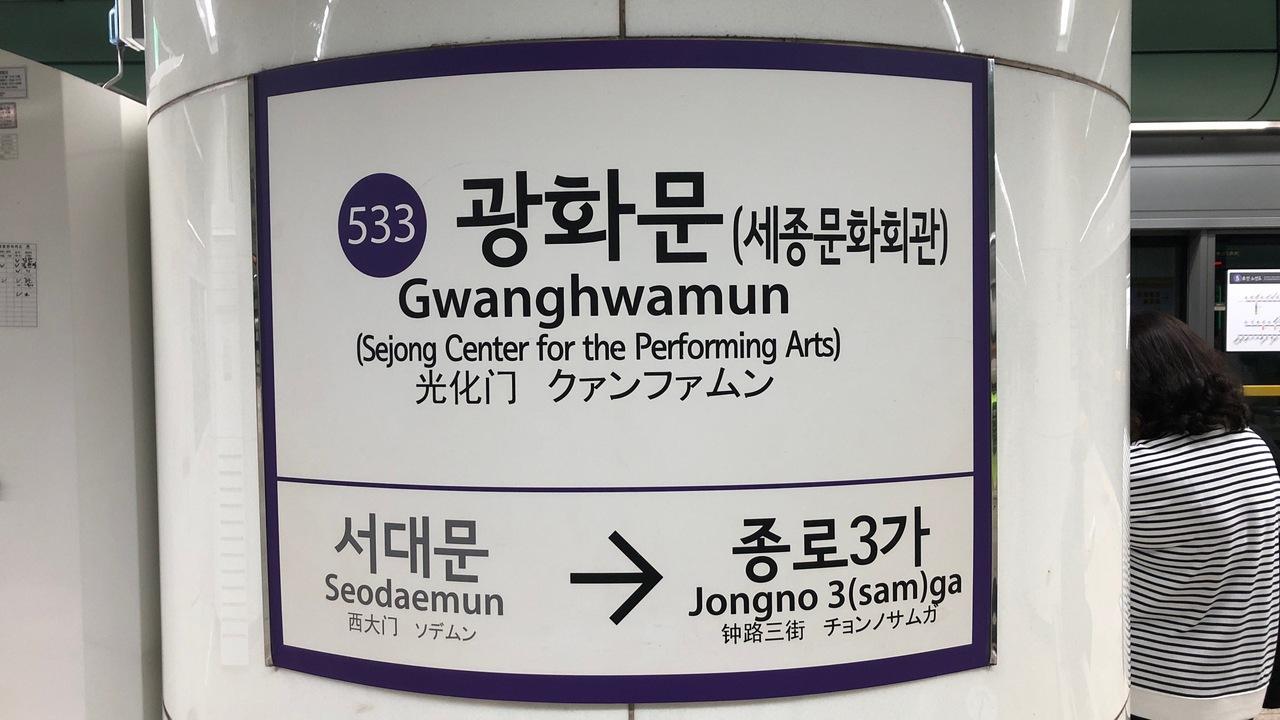 533 광화문 (세종문화회관)
Gwanghwamun
(Sejong Center for the Performing Arts)
光化门 クァンファムン
서대문 → 종로3가
Seodaemun Jongno 3(sam)ga
西大门 ソデムン 钟路三街 チョンノサムガ